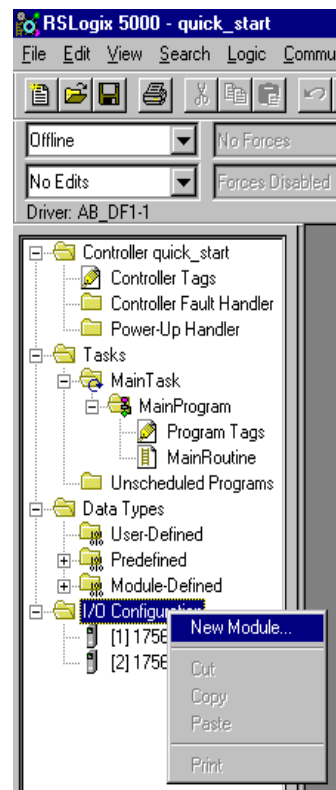 RSLogix 5000 - quick_start
File Edit View Search Logic Commu
Offline No Forces
No Edits Forces Disabled
Driver: AB_DF1-1
Controller quick_start
Controller Tags
Controller Fault Handler
Power-Up Handler
Tasks
MainTask
MainProgram
Program Tags
MainRoutine
Unscheduled Programs
Data Types
User-Defined
Predefined
Module-Defined
I/O Configuration
New Module...
[1] 1756
Cut
[2] 1756
Copy
Paste
Print